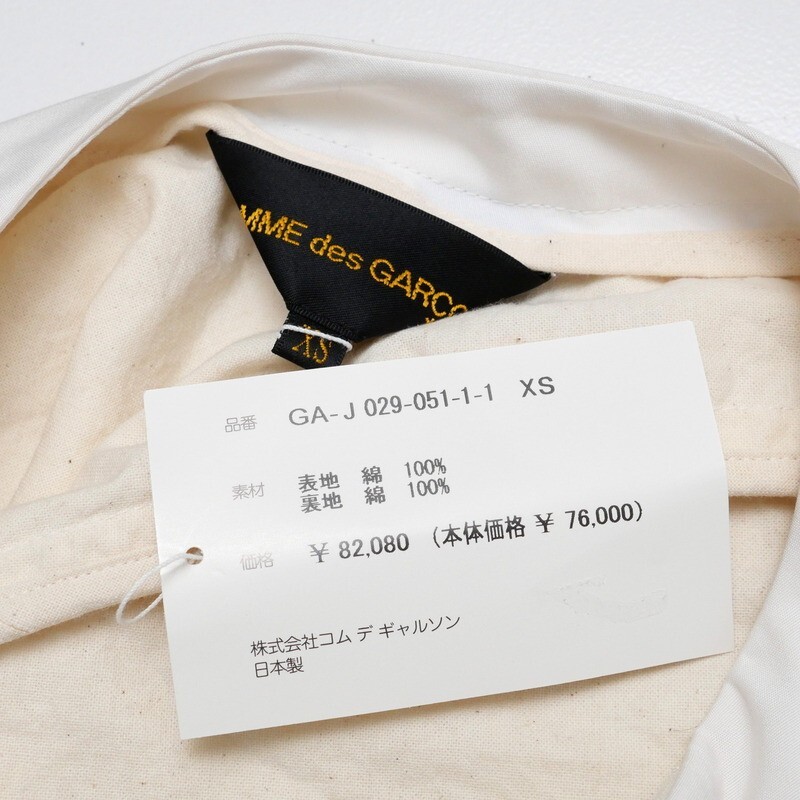 MME des GARÇO
XS
品番 GA-J 029-051-1-1 XS
素材 表地 綿 100%
裏地 綿 100%
価格 ¥ 82,080 (本体価格 ¥ 76,000)
株式会社コム デ ギャルソン
日本製